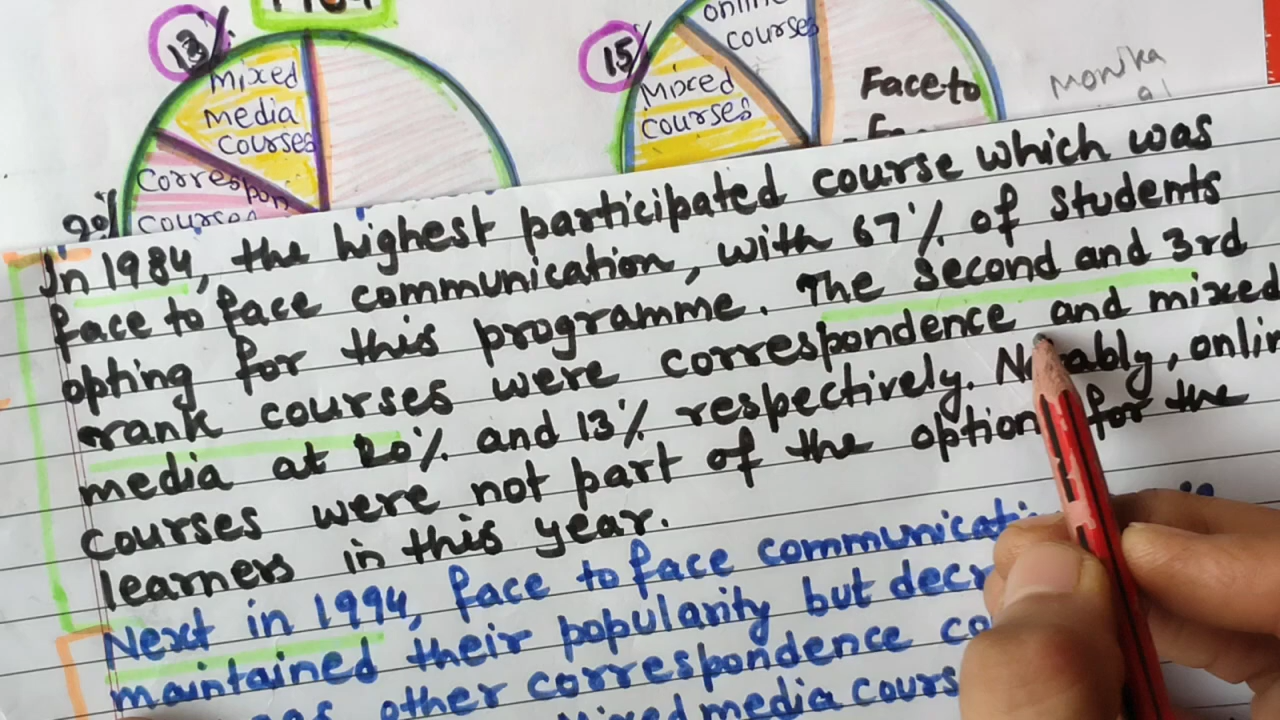 13%
Mixed
media
courses
Correspon
Courses
20%
15%
Mixed
courses
online
courses
Face to
Monika
In 1984, the highest participated course which was
face to face communication, with 67% of students
opting for this programme. The second and 3rd
rank courses were correspondence and mixed
media at 20% and 13% respectively. Notably, onlin
courses were not part of the option for the
learners in this year.
Next in 1994, face to face communicati
maintained their popularity but decr
other correspondence co
Mixed media cours